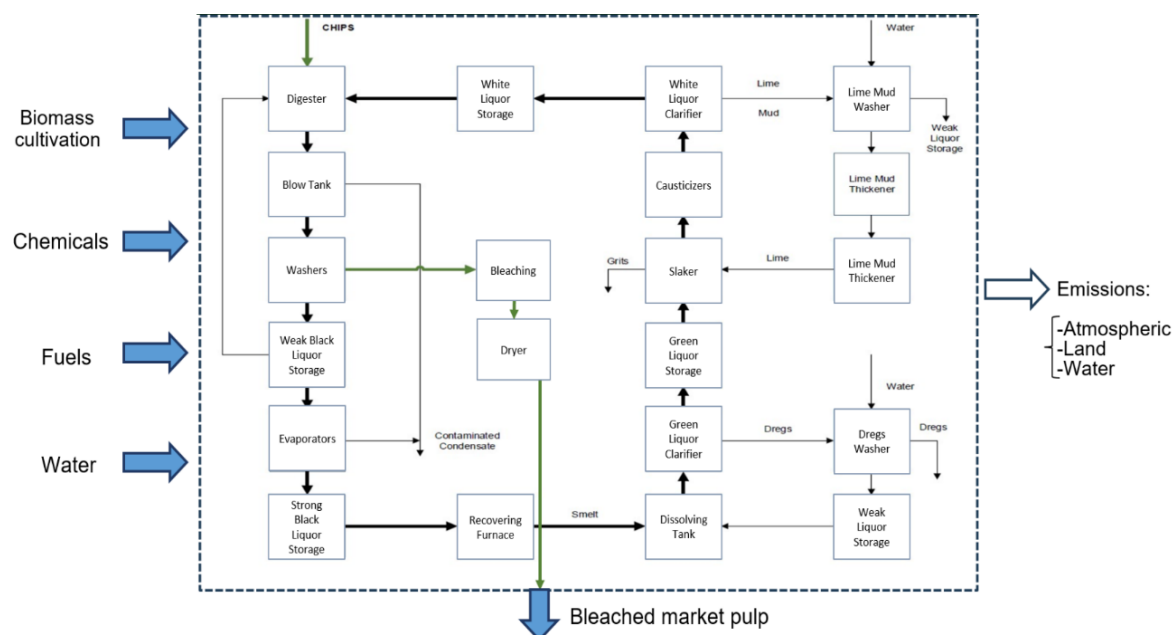 CHIPS
Water
Digester
White
Liquor
Storage
White
Liquor
Clarifier
Lime
Mud
Lime Mud
Washer
Weak
Liquor
Storage
Biomass
cultivation
Blow Tank
Causticizers
Lime Mud
Thickener
Chemicals
Washers
Bleaching
Grits
Slaker
Lime
Lime Mud
Thickener
Emissions:
-Atmospheric
-Land
-Water
Fuels
Weak Black
Liquor
Storage
Dryer
Green
Liquor
Storage
Water
Water
Evaporators
Contaminated
Condensate
Green
Liquor
Clarifier
Dregs
Dregs
Washer
Dregs
Strong
Black
Liquor
Storage
Recovering
Furnace
Smelt
Dissolving
Tank
Weak
Liquor
Storage
Bleached market pulp